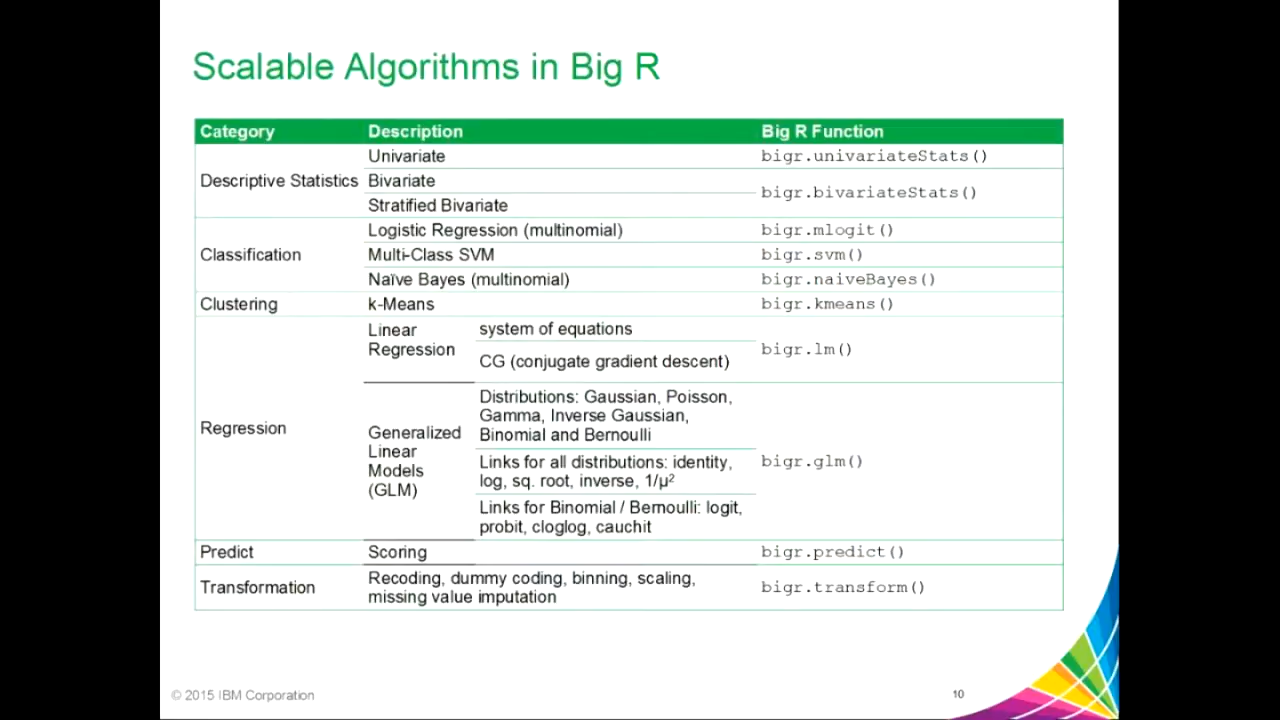 Scalable Algorithms in Big R
Category Description Big R Function
Univariate bigr.univariateStats()
Descriptive Statistics Bivariate
bigr.bivariateStats()
Stratified Bivariate
Logistic Regression (multinomial) bigr.mlogit()
Classification Multi-Class SVM bigr.svm()
Naïve Bayes (multinomial) bigr.naiveBayes()
Clustering k-Means bigr.kmeans()
Regression
Linear
Regression
system of equations
CG (conjugate gradient descent)
bigr.lm()
Generalized
Linear
Models
(GLM)
Distributions: Gaussian, Poisson,
Gamma, Inverse Gaussian,
Binomial and Bernoulli
Links for all distributions: identity,
log, sq. root, inverse, 1/μ²
Links for Binomial / Bernoulli: logit,
probit, cloglog, cauchit
bigr.glm()
Predict Scoring bigr.predict()
Transformation
Recoding, dummy coding, binning, scaling,
missing value imputation
bigr.transform()
© 2015 IBM Corporation
10